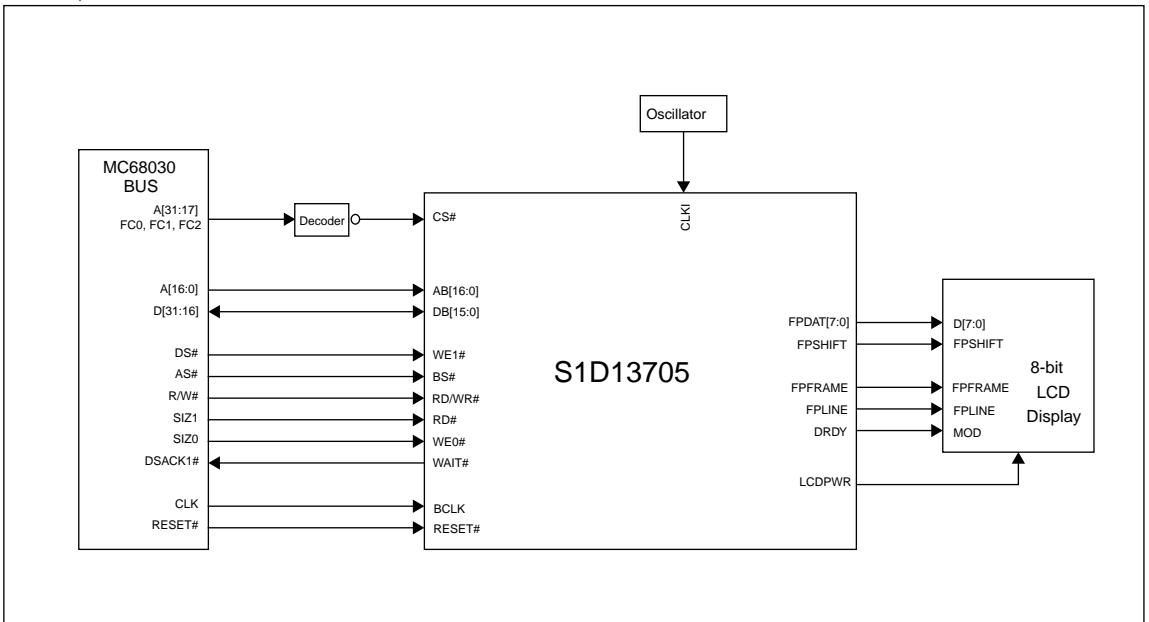 Oscillator
MC68030
BUS
A[31:17]
FC0, FC1, FC2
Decoder
CS#
CLKI
A[16:0]
AB[16:0]
D[31:16]
DB[15:0]
FPDAT[7:0]
D[7:0]
FPSHIFT
FPSHIFT
DS#
WE1#
AS#
BS#
R/W#
RD/WR#
SIZ1
RD#
SIZ0
WE0#
DSACK1#
WAIT#
S1D13705
8-bit
LCD
Display
FPFRAME
FPFRAME
FPLINE
FPLINE
DRDY
MOD
LCDPWR
CLK
BCLK
RESET#
RESET#